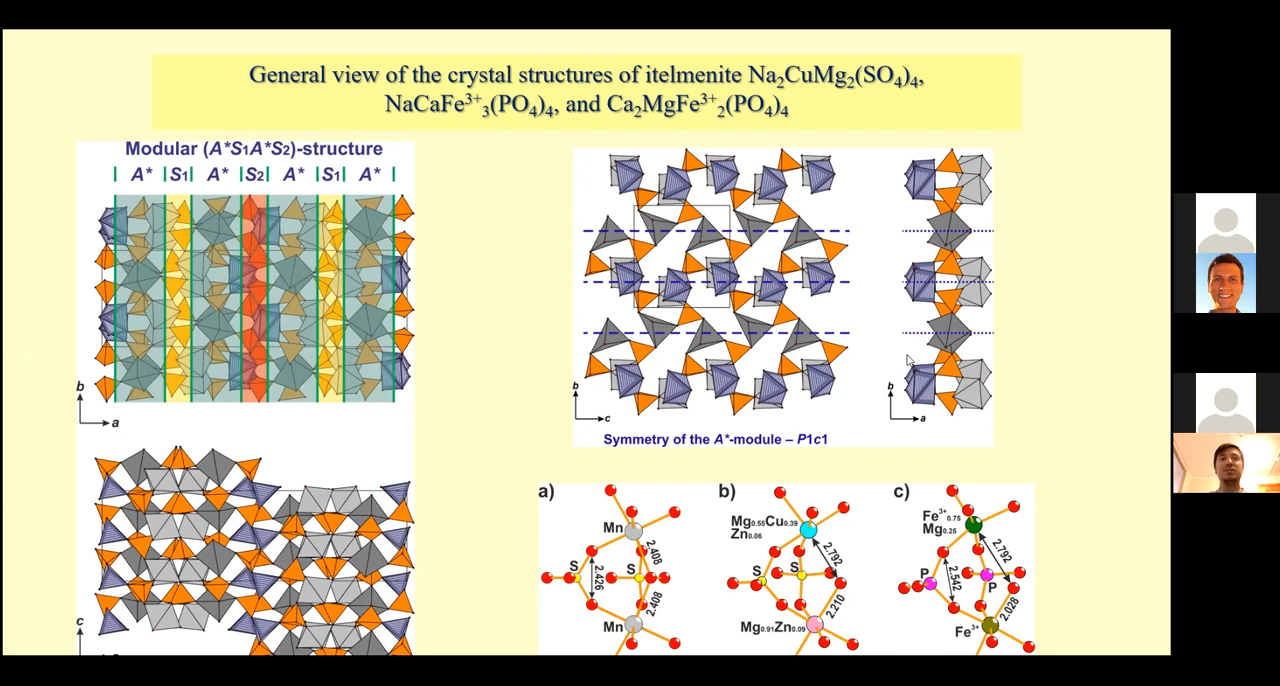 General view of the crystal structures of itelmenite Na₂CuMg₂(SO₄)₄,
NaCaFe³⁺₃(PO₄)₄, and Ca₂MgFe³⁺₂(PO₄)₄
Modular (A*S1A*S2)-structure
A* S1 A* S2 A* S1 A*
b
a
c
b
c
Symmetry of the A*-module – P1c1
b
a
a)
Mn
2.408
S
2.426
S
2.408
Mn
b)
Mg0.55Cu0.39
Zn0.06
2.792
S
S
2.210
Mg0.91Zn0.09
c)
Fe³⁺0.75
Mg0.25
2.792
P
2.542
P
2.028
Fe³⁺